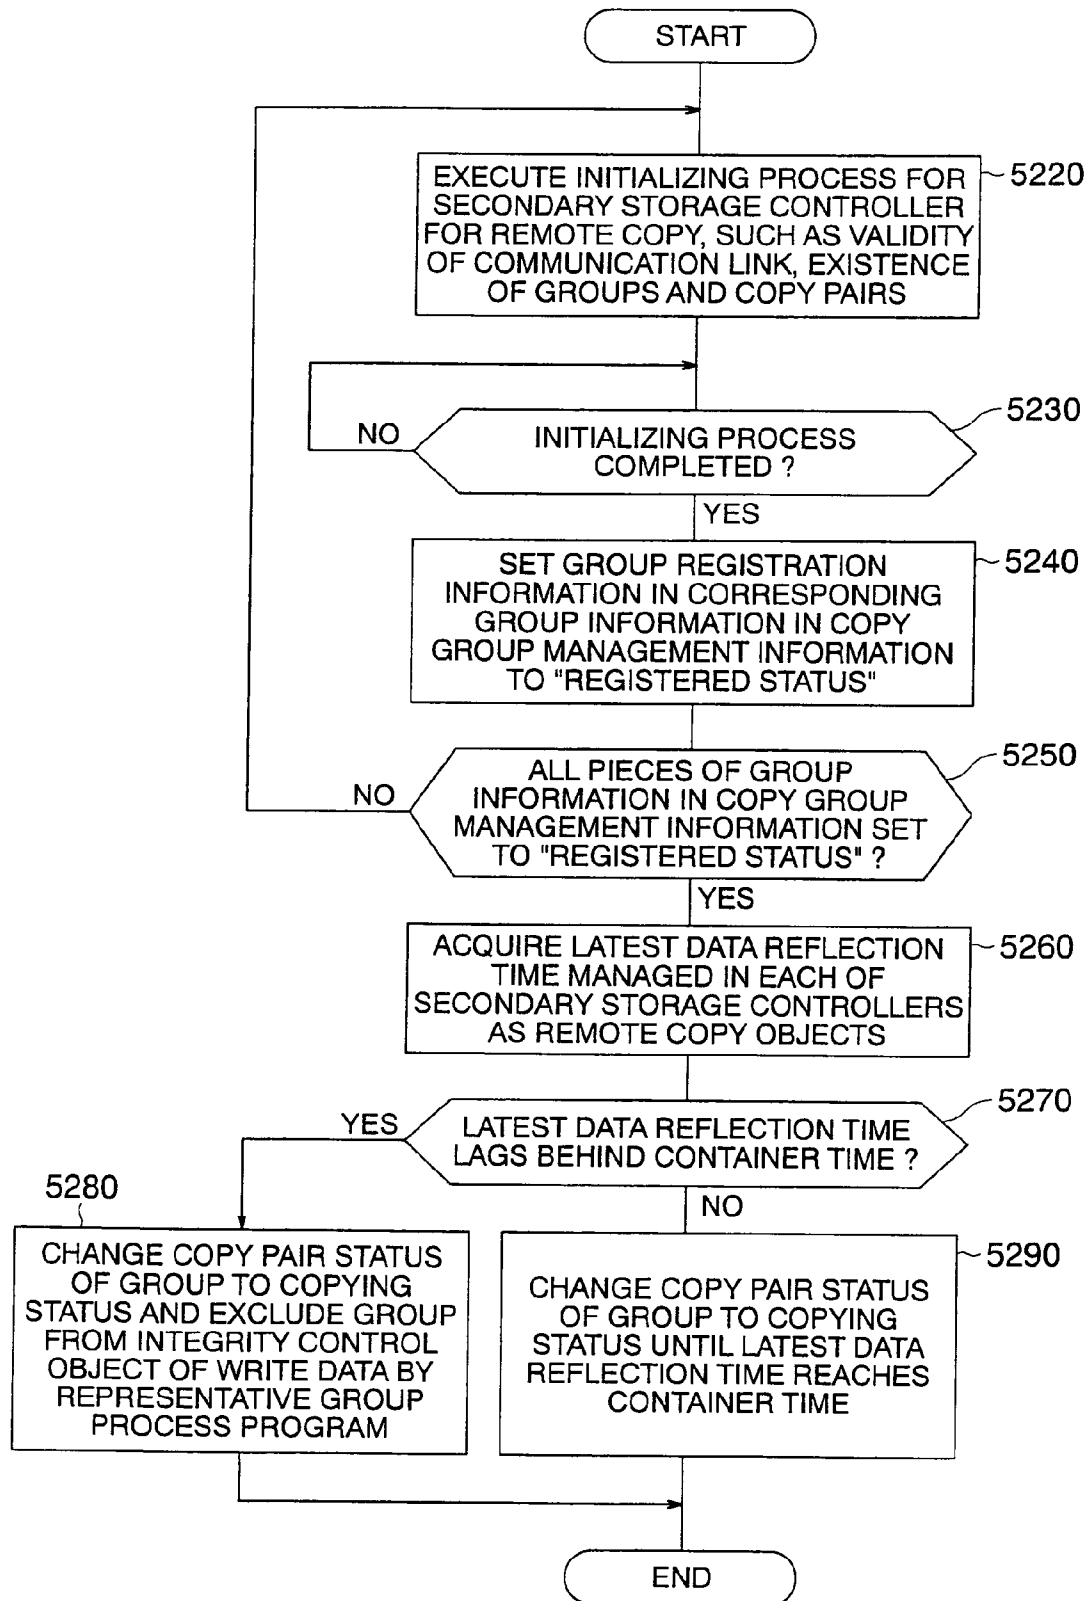 START
EXECUTE INITIALIZING PROCESS FOR
SECONDARY STORAGE CONTROLLER
FOR REMOTE COPY, SUCH AS VALIDITY
OF COMMUNICATION LINK, EXISTENCE
OF GROUPS AND COPY PAIRS
5220
INITIALIZING PROCESS
COMPLETED ?
5230
NO
YES
SET GROUP REGISTRATION
INFORMATION IN CORRESPONDING
GROUP INFORMATION IN COPY
GROUP MANAGEMENT INFORMATION
TO "REGISTERED STATUS"
5240
ALL PIECES OF GROUP
INFORMATION IN COPY GROUP
MANAGEMENT INFORMATION SET
TO "REGISTERED STATUS" ?
5250
NO
YES
ACQUIRE LATEST DATA REFLECTION
TIME MANAGED IN EACH OF
SECONDARY STORAGE CONTROLLERS
AS REMOTE COPY OBJECTS
5260
LATEST DATA REFLECTION TIME
LAGS BEHIND CONTAINER TIME ?
5270
YES
NO
5280
CHANGE COPY PAIR STATUS
OF GROUP TO COPYING
STATUS AND EXCLUDE GROUP
FROM INTEGRITY CONTROL
OBJECT OF WRITE DATA BY
REPRESENTATIVE GROUP
PROCESS PROGRAM
CHANGE COPY PAIR STATUS
OF GROUP TO COPYING
STATUS UNTIL LATEST DATA
REFLECTION TIME REACHES
CONTAINER TIME
5290
END